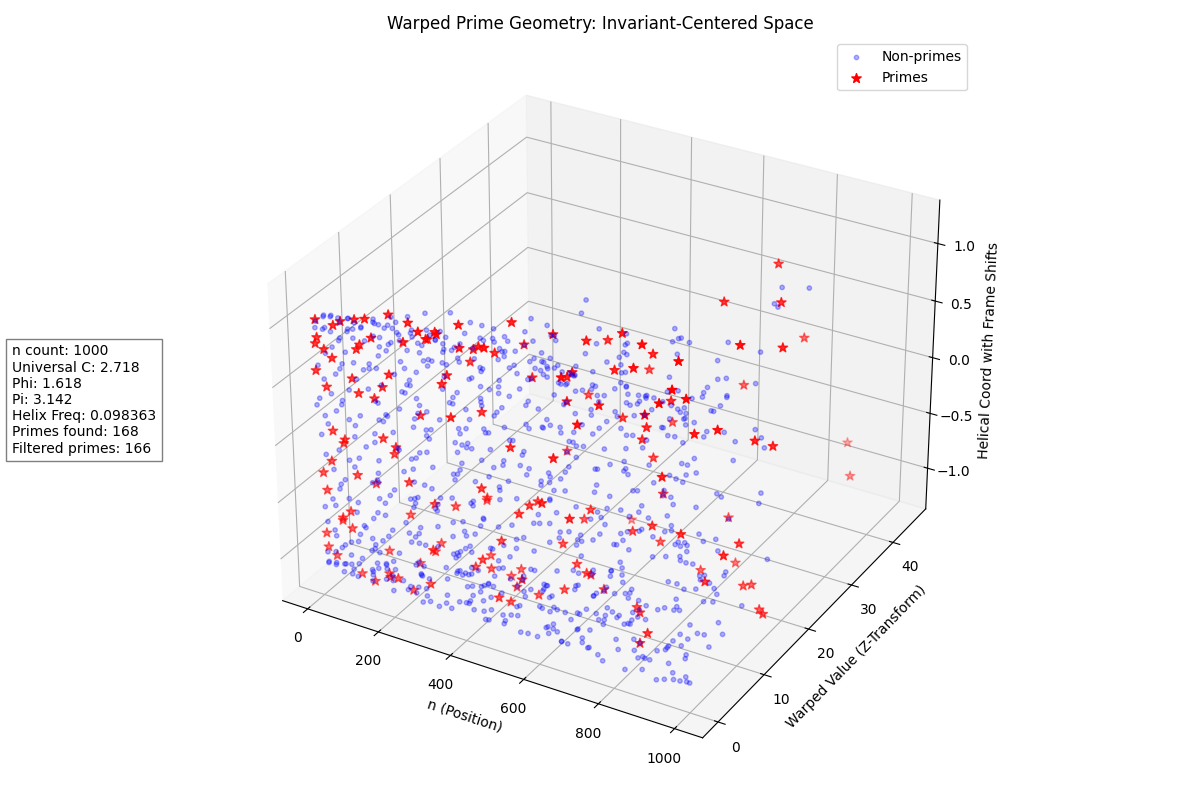 Warped Prime Geometry: Invariant-Centered Space
Non-primes
Primes
n count: 1000
Universal C: 2.718
Phi: 1.618
Pi: 3.142
Helix Freq: 0.098363
Primes found: 168
Filtered primes: 166
1.0
0.5
0.0
−0.5
−1.0
Helical Coord with Frame Shifts
0
200
400
600
800
1000
n (Position)
0
10
20
30
40
Warped Value (Z-Transform)